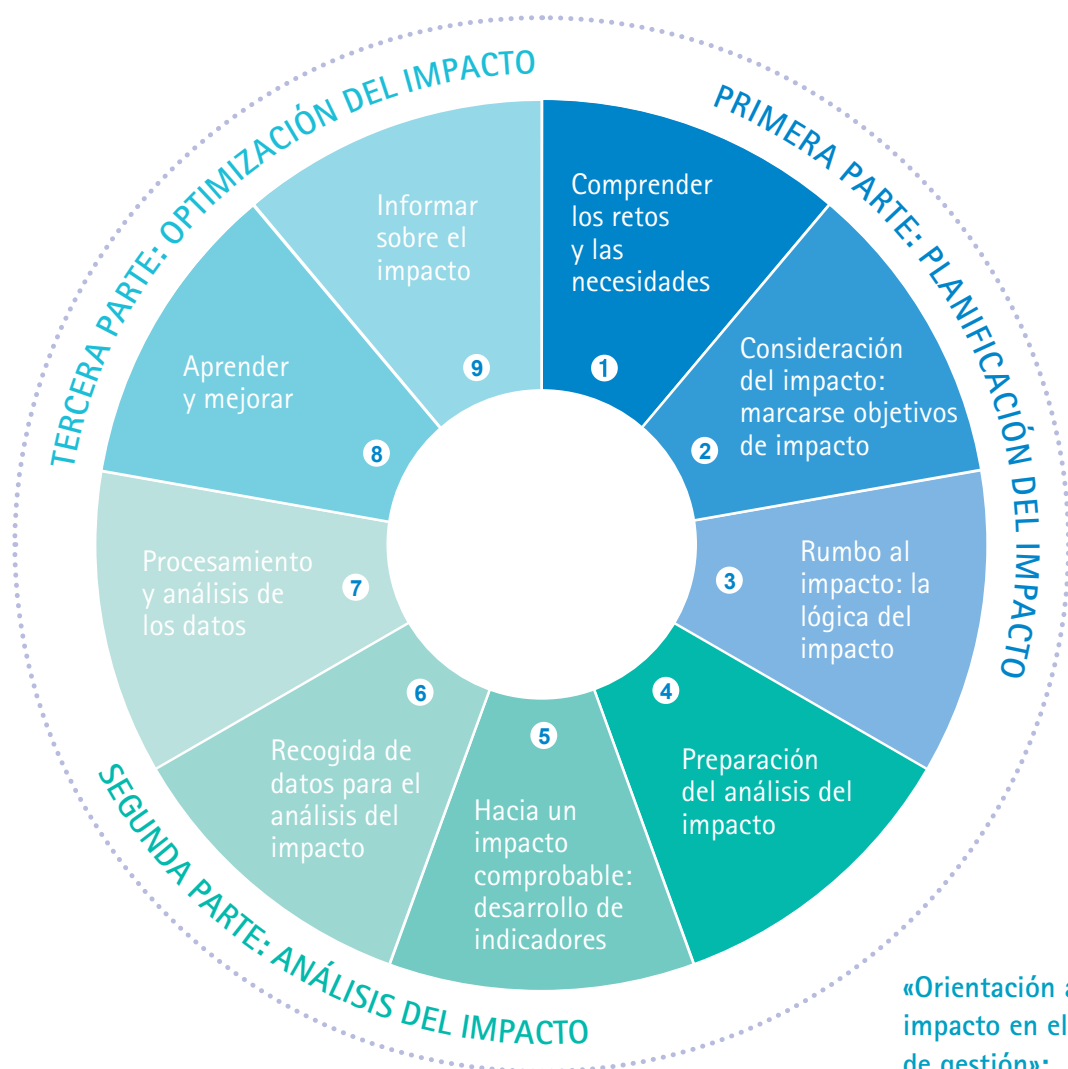 PRIMERA PARTE: PLANIFICACIÓN DEL IMPACTO
Comprender
los retos
y las
necesidades
1
Consideración
del impacto:
marcarse objetivos
de impacto
2
Rumbo al
impacto: la
lógica del
impacto
3
SEGUNDA PARTE: ANÁLISIS DEL IMPACTO
4
Preparación
del análisis del
impacto
5
Hacia un
impacto
comprobable:
desarrollo de
indicadores
6
Recogida de
datos para el
análisis del
impacto
Procesamiento
y análisis de
los datos
7
TERCERA PARTE: OPTIMIZACIÓN DEL IMPACTO
Aprender
y mejorar
8
Informar
sobre el
impacto
9
«Orientación
impacto en el
de gestión»: